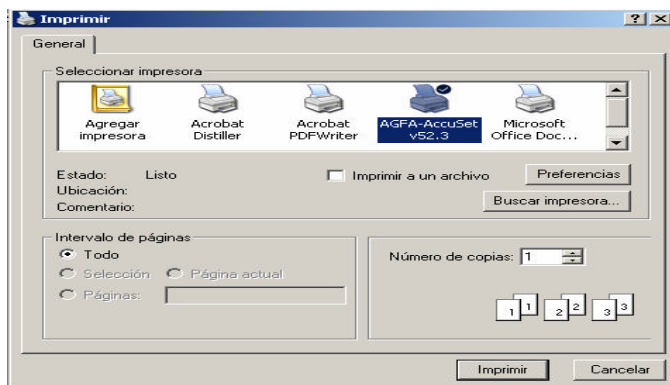 Imprimir
General
Seleccionar impresora
Agregar impresora
Acrobat Distiller
Acrobat PDFWriter
AGFA-AccuSet v52.3
Microsoft Office Doc...
Estado: Listo
Imprimir a un archivo
Preferencias
Ubicación:
Comentario:
Buscar impresora...
Intervalo de páginas
Todo
Selección
Página actual
Páginas:
Número de copias: 1
1 1 2 2 3 3
Imprimir
Cancelar